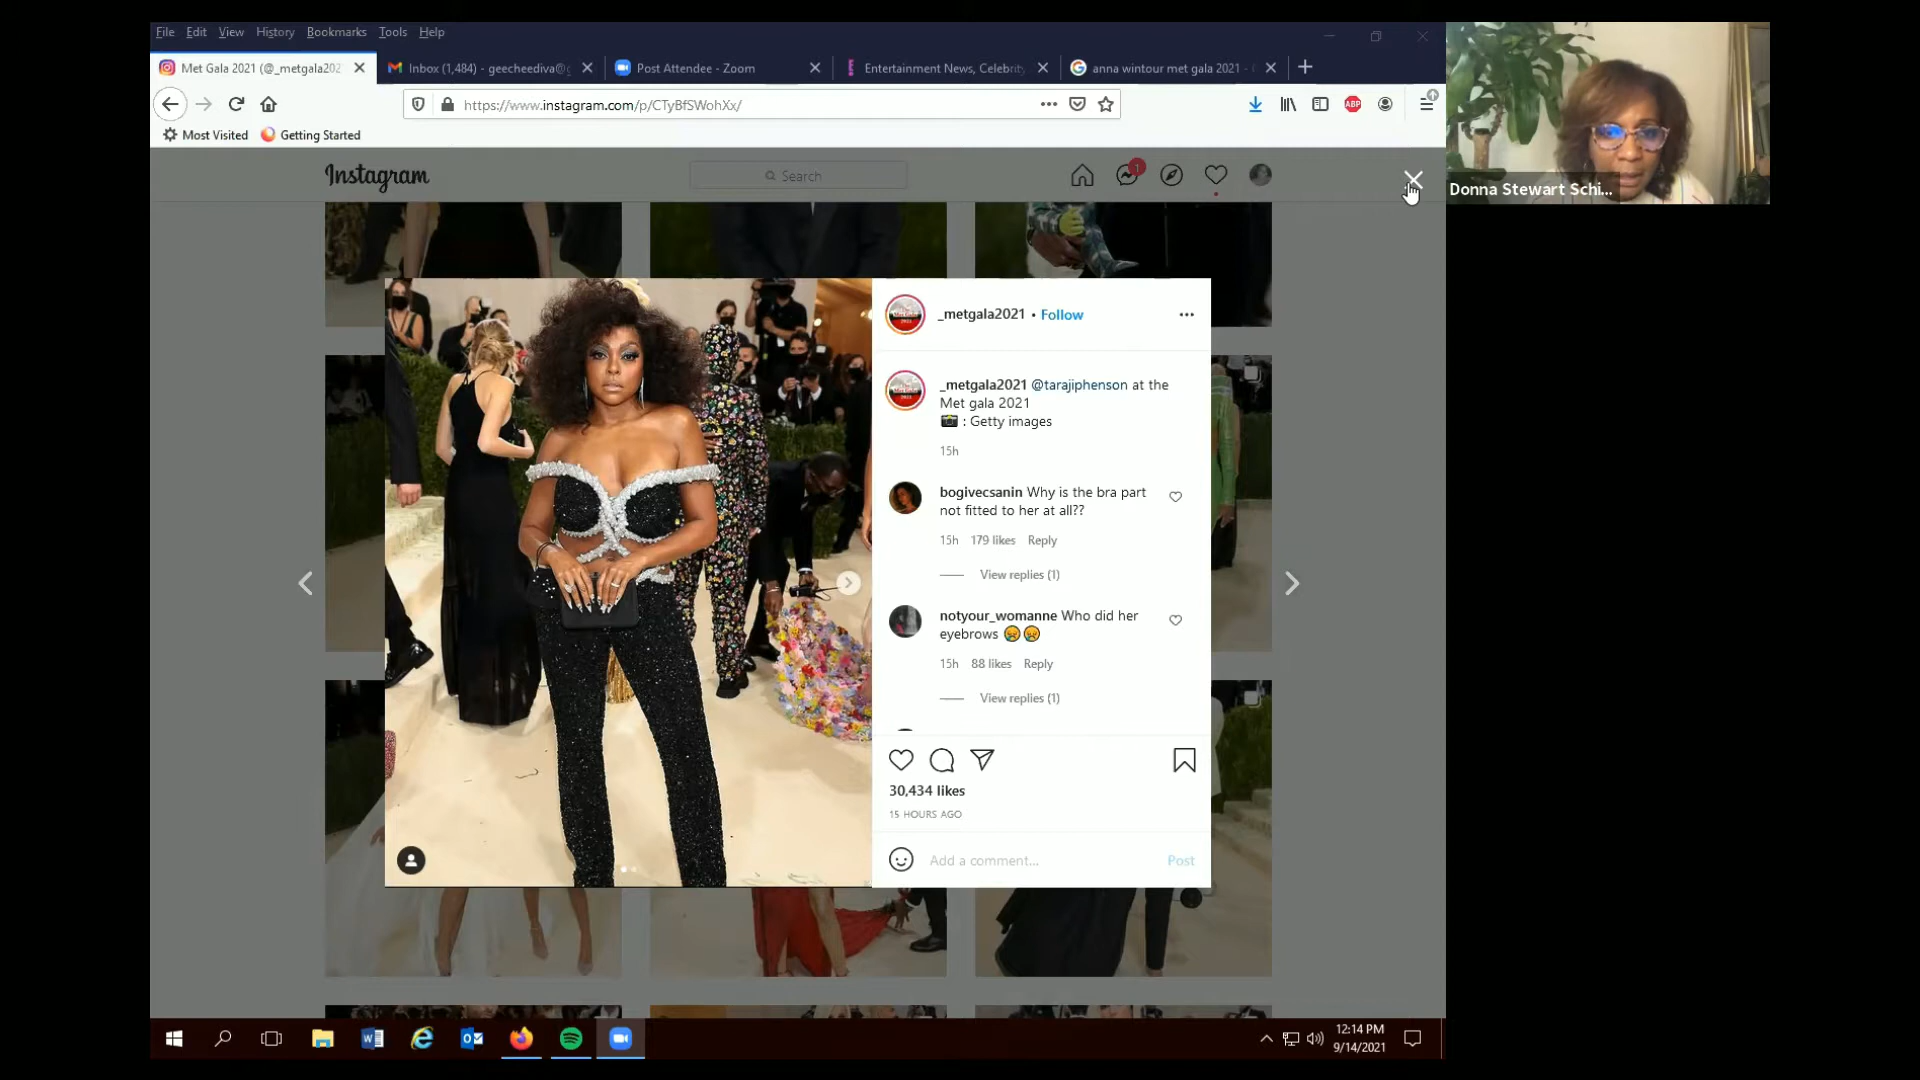 File Edit View History Bookmarks Tools Help
Met Gala 2021 (@_metgala202
Inbox (1,484) - geecheediva@g
Post Attendee - Zoom
Entertainment News, Celebrity
anna wintour met gala 2021 -
https://www.instagram.com/p/CTyBfSWohXx/
ABP
Most Visited
Getting Started
Instagram
Search
1
Donna Stewart Schi...
_metgala2021 • Follow
_metgala2021 @tarajiphenson at the
Met gala 2021
: Getty images
15h
bogivecsanin Why is the bra part
not fitted to her at all??
15h 179 likes Reply
View replies (1)
notyour_womanne Who did her
eyebrows
15h 88 likes Reply
View replies (1)
30,434 likes
15 HOURS AGO
Add a comment...
Post
12:14 PM
9/14/2021